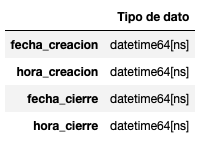 Tipo de dato
fecha_creacion datetime64[ns]
hora_creacion datetime64[ns]
fecha_cierre datetime64[ns]
hora_cierre datetime64[ns]